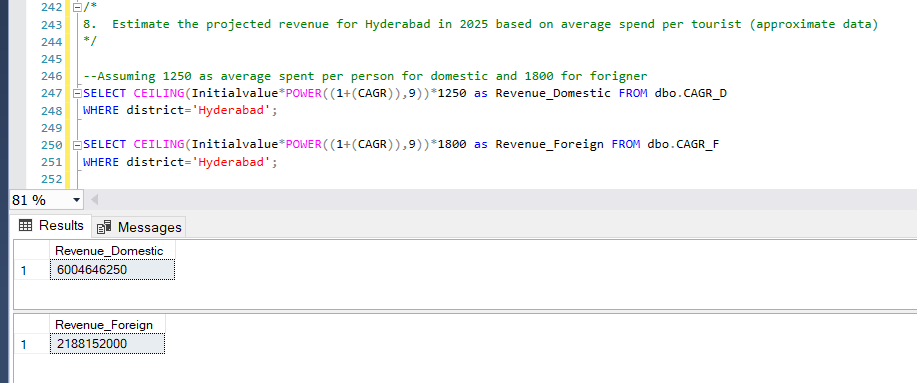 242 /*
243 8.  Estimate the projected revenue for Hyderabad in 2025 based on average spend per tourist (approximate data)
244 */
245
246 --Assuming 1250 as average spent per person for domestic and 1800 for forigner
247 SELECT CEILING(Initialvalue*POWER((1+(CAGR)),9))*1250 as Revenue_Domestic FROM dbo.CAGR_D
248 WHERE district='Hyderabad';
249
250 SELECT CEILING(Initialvalue*POWER((1+(CAGR)),9))*1800 as Revenue_Foreign FROM dbo.CAGR_F
251 WHERE district='Hyderabad';
252
81 %
Results Messages
Revenue_Domestic
1 6004646250
Revenue_Foreign
1 2188152000